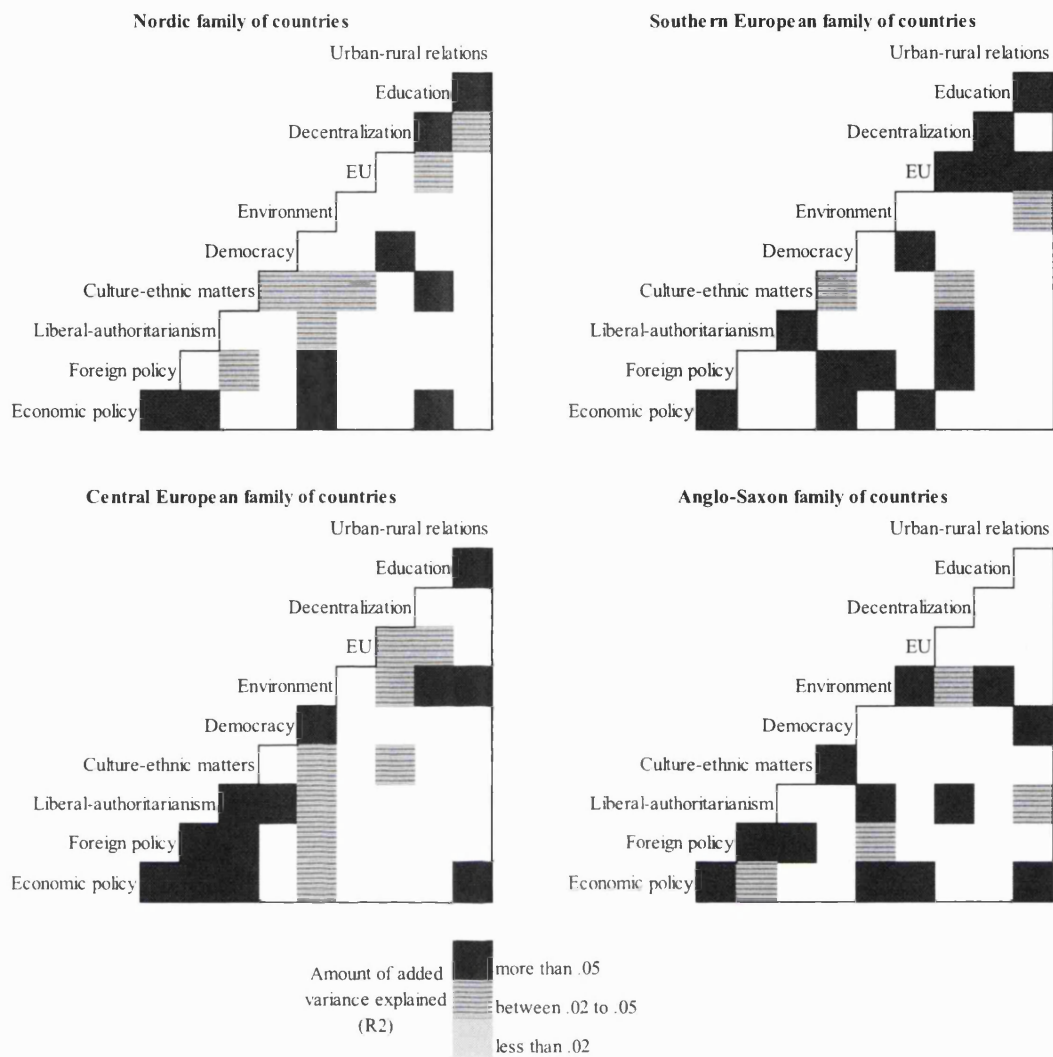 Nordic family of countries
Urban-rural relations
Education
Decentralization
EU
Environment
Democracy
Culture-ethnic matters
Liberal-authoritarianism
Foreign policy
Economic policy
Southern European family of countries
Urban-rural relations
Education
Decentralization
EU
Environment
Democracy
Culture-ethnic matters
Liberal-authoritarianism
Foreign policy
Economic policy
Central European family of countries
Urban-rural relations
Education
Decentralization
EU
Environment
Democracy
Culture-ethnic matters
Liberal-authoritarianism
Foreign policy
Economic policy
Anglo-Saxon family of countries
Urban-rural relations
Education
Decentralization
EU
Environment
Democracy
Culture-ethnic matters
Liberal-authoritarianism
Foreign policy
Economic policy
Amount of added
variance explained
(R2)
more than .05
between .02 to .05
less than .02